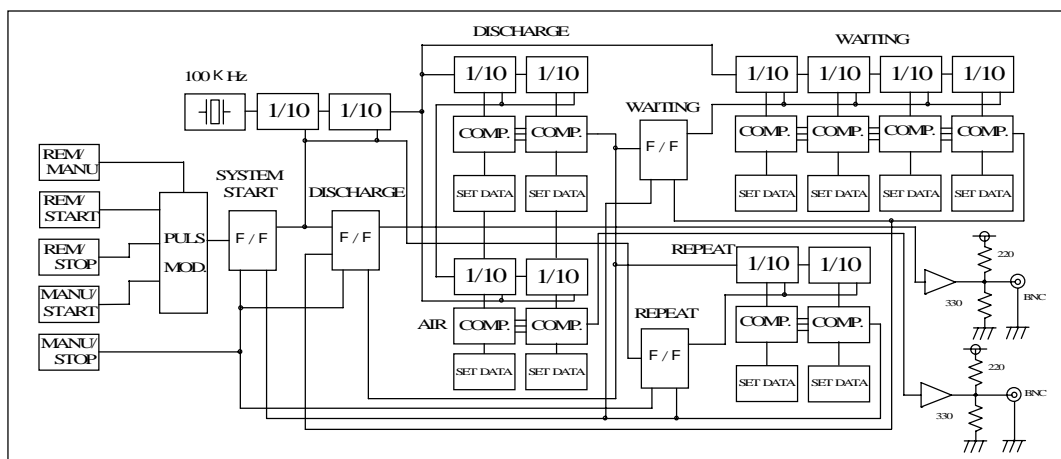 DISCHARGE
WAITING
100KHz
1/10
1/10
1/10
1/10
1/10
1/10
1/10
1/10
WAITING
COMP.
COMP.
F/F
COMP.
COMP.
COMP.
COMP.
REM/
MANU
SYSTEM
START
DISCHARGE
SET DATA
SET DATA
SET DATA
SET DATA
SET DATA
SET DATA
REM/
START
PULS
MOD.
F/F
F/F
REM/
STOP
1/10
1/10
REPEAT
1/10
1/10
220
330
BNC
MANU/
START
AIR
COMP.
COMP.
REPEAT
F/F
COMP.
COMP.
MANU/
STOP
SET DATA
SET DATA
SET DATA
SET DATA
220
330
BNC